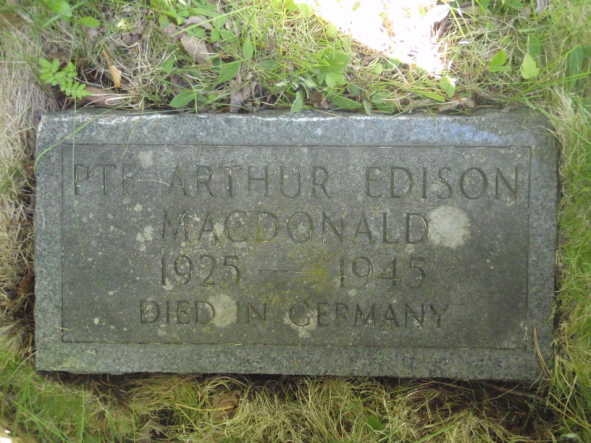 PTE ARTHUR EDISON
MACDONALD
1925 — 1945
DIED IN GERMANY